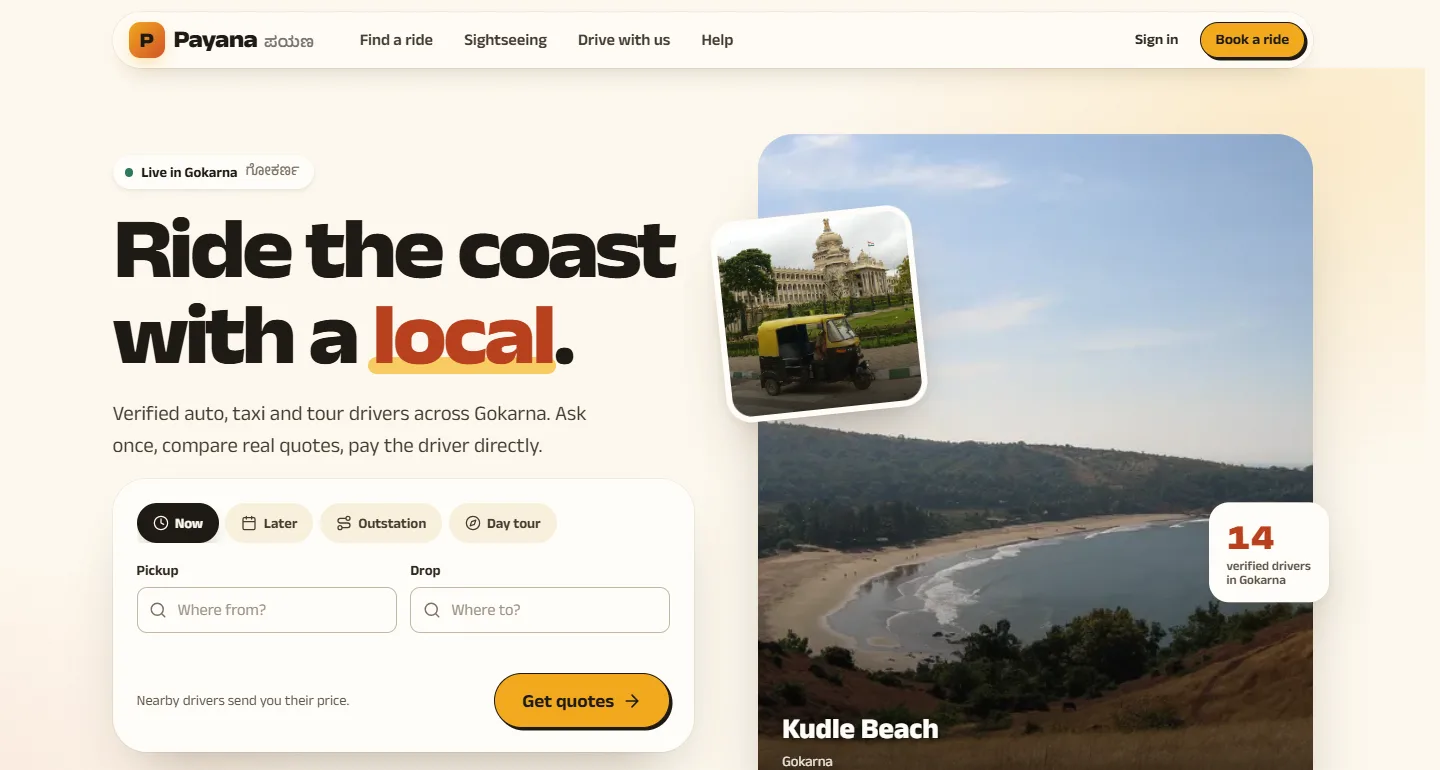 P Payana ಪಯಣ Find a ride Sightseeing Drive with us Help Sign in Book a ride
Live in Gokarna ಗೋಕರ್ಣ
Ride the coast
with a local.
Verified auto, taxi and tour drivers across Gokarna. Ask
once, compare real quotes, pay the driver directly.
Now Later Outstation Day tour
Pickup Drop
Where from? Where to?
Nearby drivers send you their price. Get quotes
14
verified drivers
in Gokarna
Kudle Beach
Gokarna